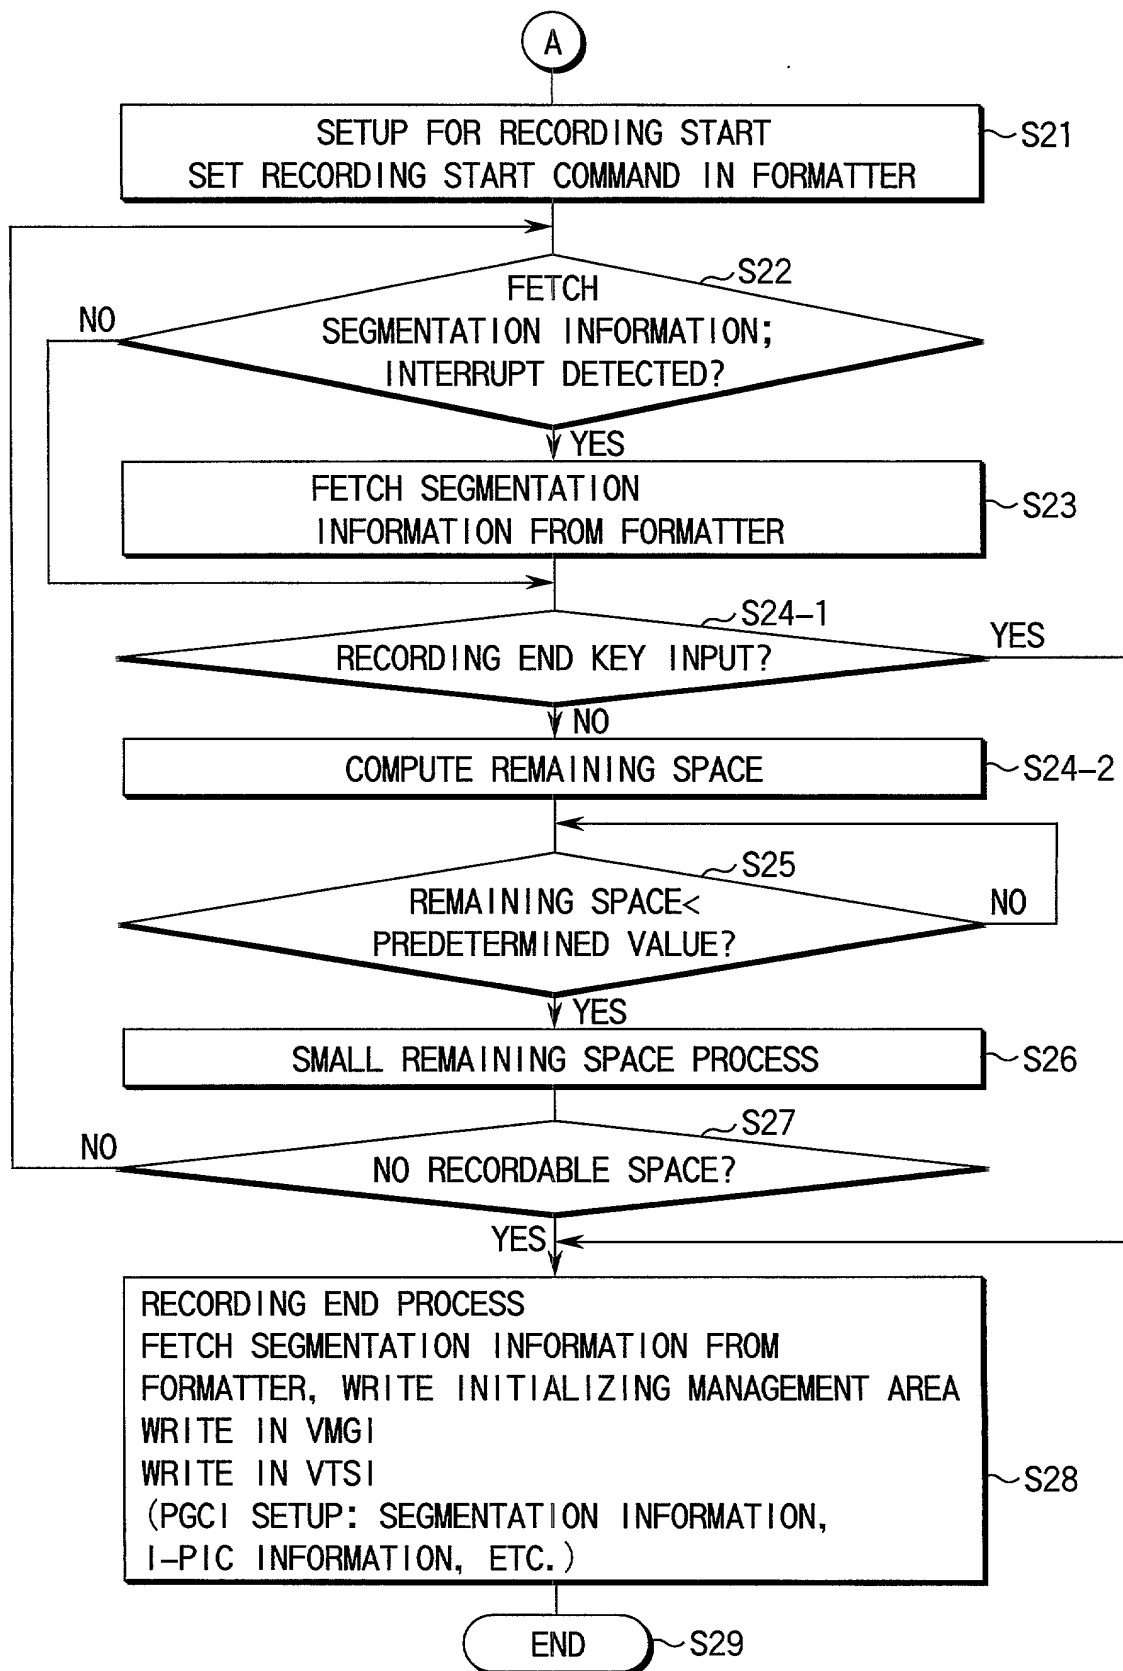 A
SETUP FOR RECORDING START
SET RECORDING START COMMAND IN FORMATTER
S21
S22
FETCH
SEGMENTATION INFORMATION;
INTERRUPT DETECTED?
NO
YES
FETCH SEGMENTATION
INFORMATION FROM FORMATTER
S23
S24-1
RECORDING END KEY INPUT?
YES
NO
COMPUTE REMAINING SPACE
S24-2
S25
REMAINING SPACE<
PREDETERMINED VALUE?
NO
YES
SMALL REMAINING SPACE PROCESS
S26
S27
NO RECORDABLE SPACE?
NO
YES
RECORDING END PROCESS
FETCH SEGMENTATION INFORMATION FROM
FORMATTER, WRITE INITIALIZING MANAGEMENT AREA
WRITE IN VMGI
WRITE IN VTSI
(PGCI SETUP: SEGMENTATION INFORMATION,
I-PIC INFORMATION, ETC.)
S28
END
S29